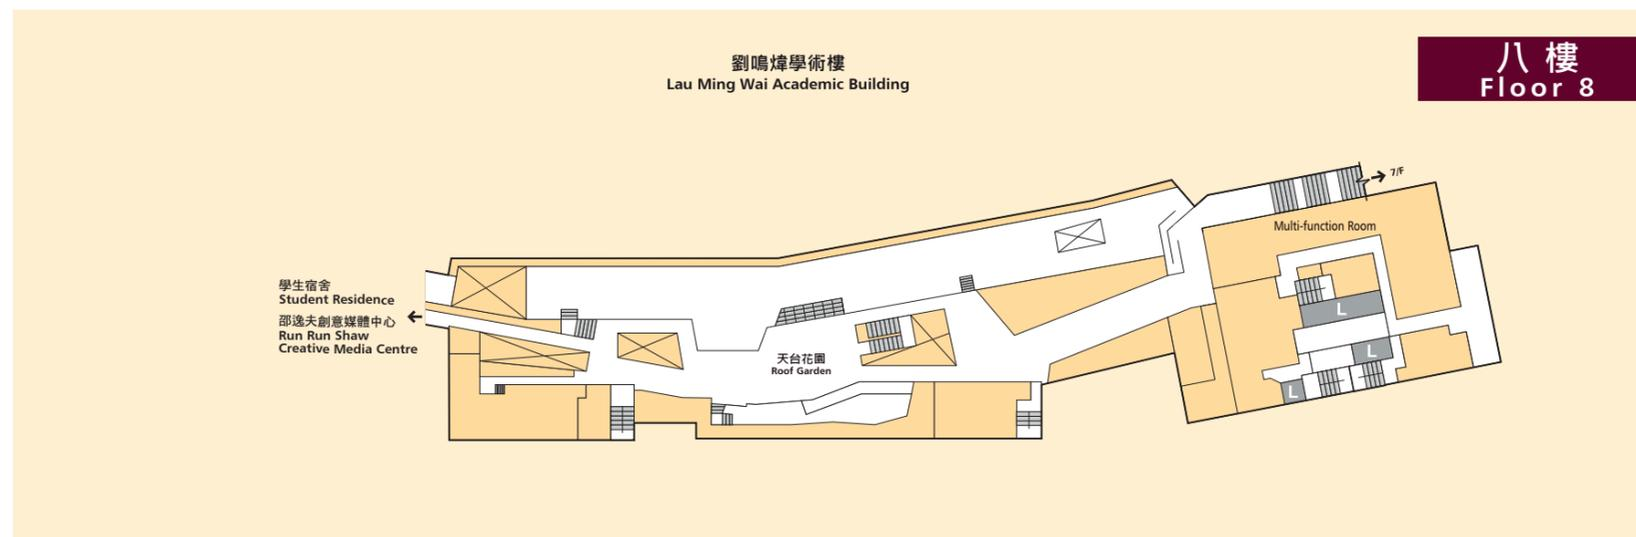 劉鳴煒學術樓
Lau Ming Wai Academic Building
八樓
Floor 8
7/F
Multi-function Room
學生宿舍
Student Residence
邵逸夫創意媒體中心
Run Run Shaw
Creative Media Centre
天台花園
Roof Garden
L
L
L